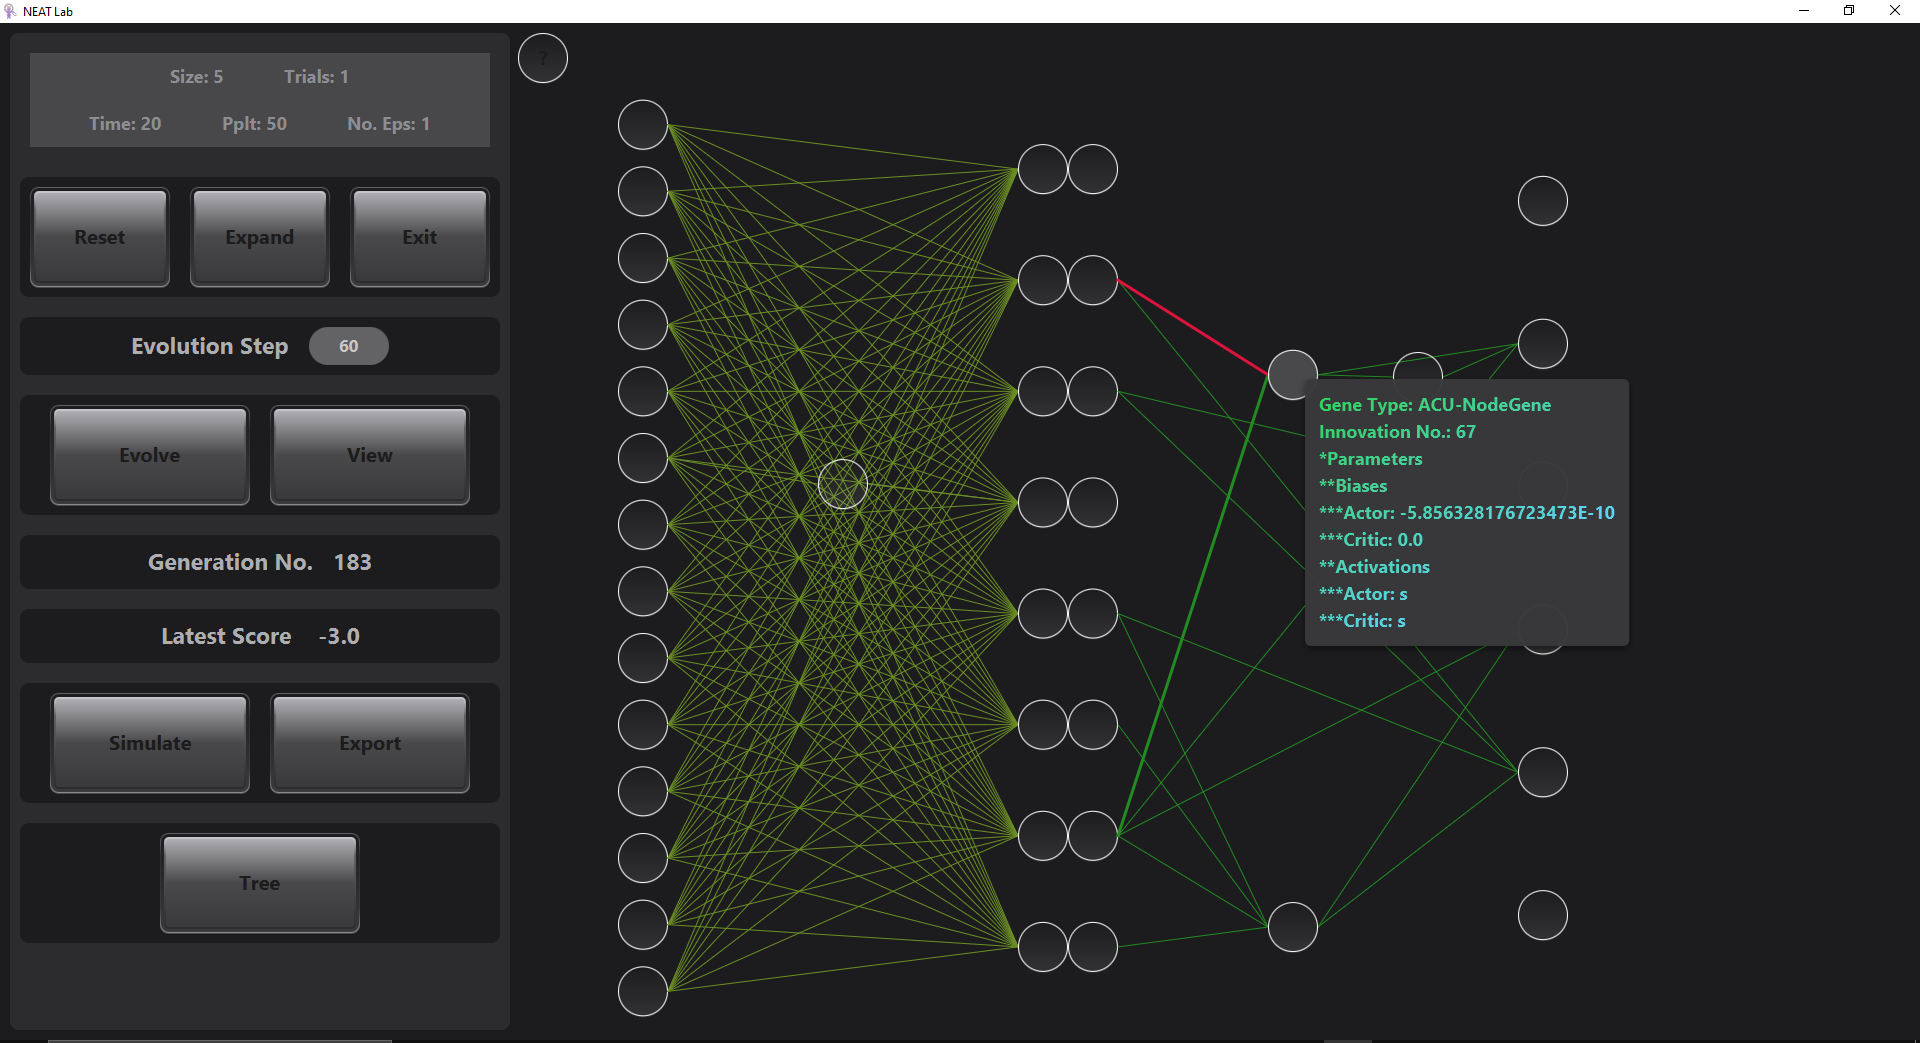 NEAT Lab
Size: 5 Trials: 1
Time: 20 Pplt: 50 No. Eps: 1
?
Reset Expand Exit
Evolution Step 60
Evolve View
Generation No. 183
Latest Score -3.0
Simulate Export
Tree
Gene Type: ACU-NodeGene
Innovation No.: 67
*Parameters
**Biases
***Actor: -5.856328176723473E-10
***Critic: 0.0
**Activations
***Actor: s
***Critic: s